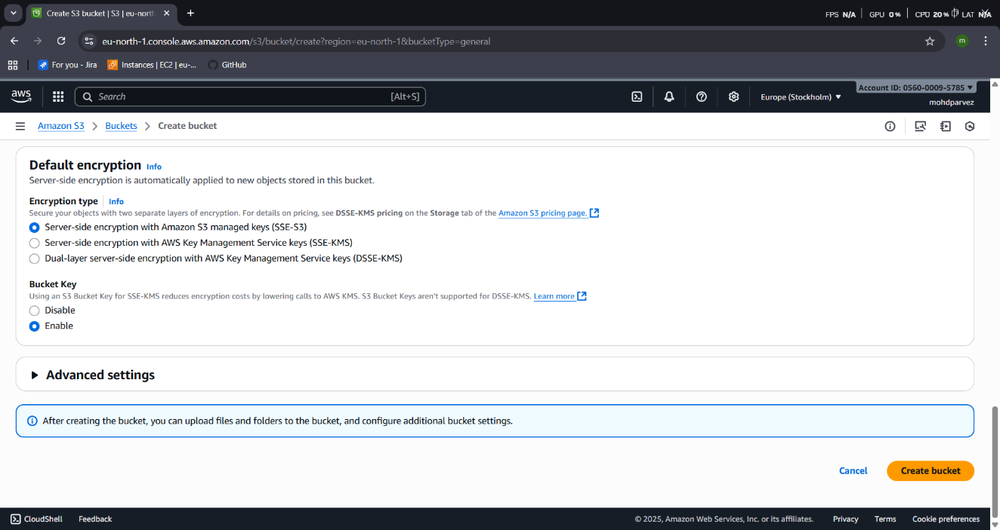 Create S3 bucket | S3 | eu-north
FPS N/A GPU 0% CPU 20% LAT N/A
eu-north-1.console.aws.amazon.com/s3/bucket/create?region=eu-north-1&bucketType=general
m
For you - Jira Instances | EC2 | eu-... GitHub
aws Search [Alt+S] Europe (Stockholm) Account ID: 0560-0009-5785
mohdparvez
Amazon S3 > Buckets > Create bucket
Default encryption Info
Server-side encryption is automatically applied to new objects stored in this bucket.
Encryption type Info
Secure your objects with two separate layers of encryption. For details on pricing, see DSSE-KMS pricing on the Storage tab of the Amazon S3 pricing page.
Server-side encryption with Amazon S3 managed keys (SSE-S3)
Server-side encryption with AWS Key Management Service keys (SSE-KMS)
Dual-layer server-side encryption with AWS Key Management Service keys (DSSE-KMS)
Bucket Key
Using an S3 Bucket Key for SSE-KMS reduces encryption costs by lowering calls to AWS KMS. S3 Bucket Keys aren't supported for DSSE-KMS. Learn more
Disable
Enable
Advanced settings
After creating the bucket, you can upload files and folders to the bucket, and configure additional bucket settings.
Cancel Create bucket
CloudShell Feedback © 2025, Amazon Web Services, Inc. or its affiliates. Privacy Terms Cookie preferences